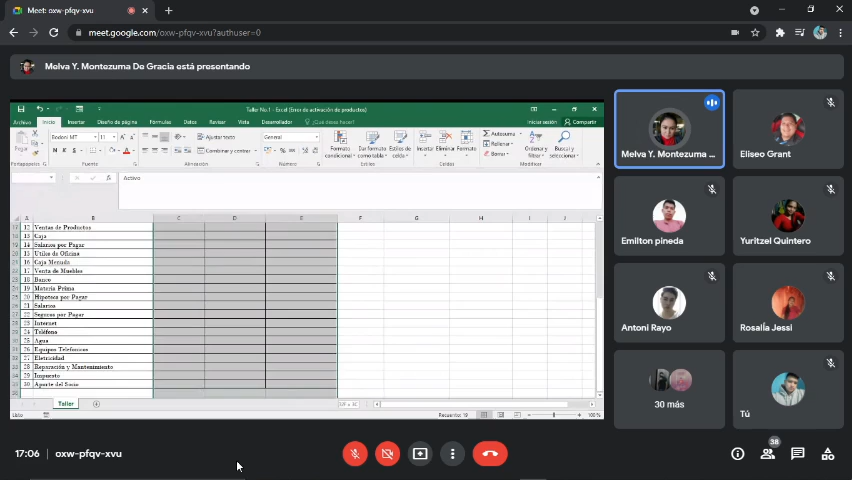 Meet: oxw-pfqv-xvu
meet.google.com/oxw-pfqv-xvu?authuser=0
Melva Y. Montezuma De Gracia está presentando
Taller No.1 - Excel (Error de activación de productos)
Archivo Inicio Insertar Diseño de página Fórmulas Datos Revisar Vista Desarrollador ¿Qué desea hacer? Iniciar sesión Compartir
Pegar
Bodoni MT 11
Ajustar texto
Combinar y centrar
General
Formato condicional
Dar formato como tabla
Estilos de celda
Insertar Eliminar Formato
Autosuma
Rellenar
Borrar
Ordenar y filtrar
Buscar y seleccionar
Portapapeles Fuente Alineación Número Estilos Celdas Modificar
Activo
A B C D E F G H I J
12 Ventas de Productos
13 Caja
14 Salarios por Pagar
15 Utiles de Oficina
16 Caja Menuda
17 Venta de Muebles
18 Banco
19 Materia Prima
20 Hipoteca por Pagar
21 Salarios
22 Seguros por Pagar
23 Internet
24 Teléfono
25 Agua
26 Equipos Telefonicos
27 Eletricidad
28 Reparación y Mantenimiento
29 Impuesto
30 Aporte del Socio
Taller
Listo
Recuento: 19
100%
Melva Y. Montezuma ...
Eliseo Grant
Emilton pineda
Yuritzel Quintero
Antoni Rayo
RosalÍa Jessi
30 más
Tú
17:06 oxw-pfqv-xvu
38